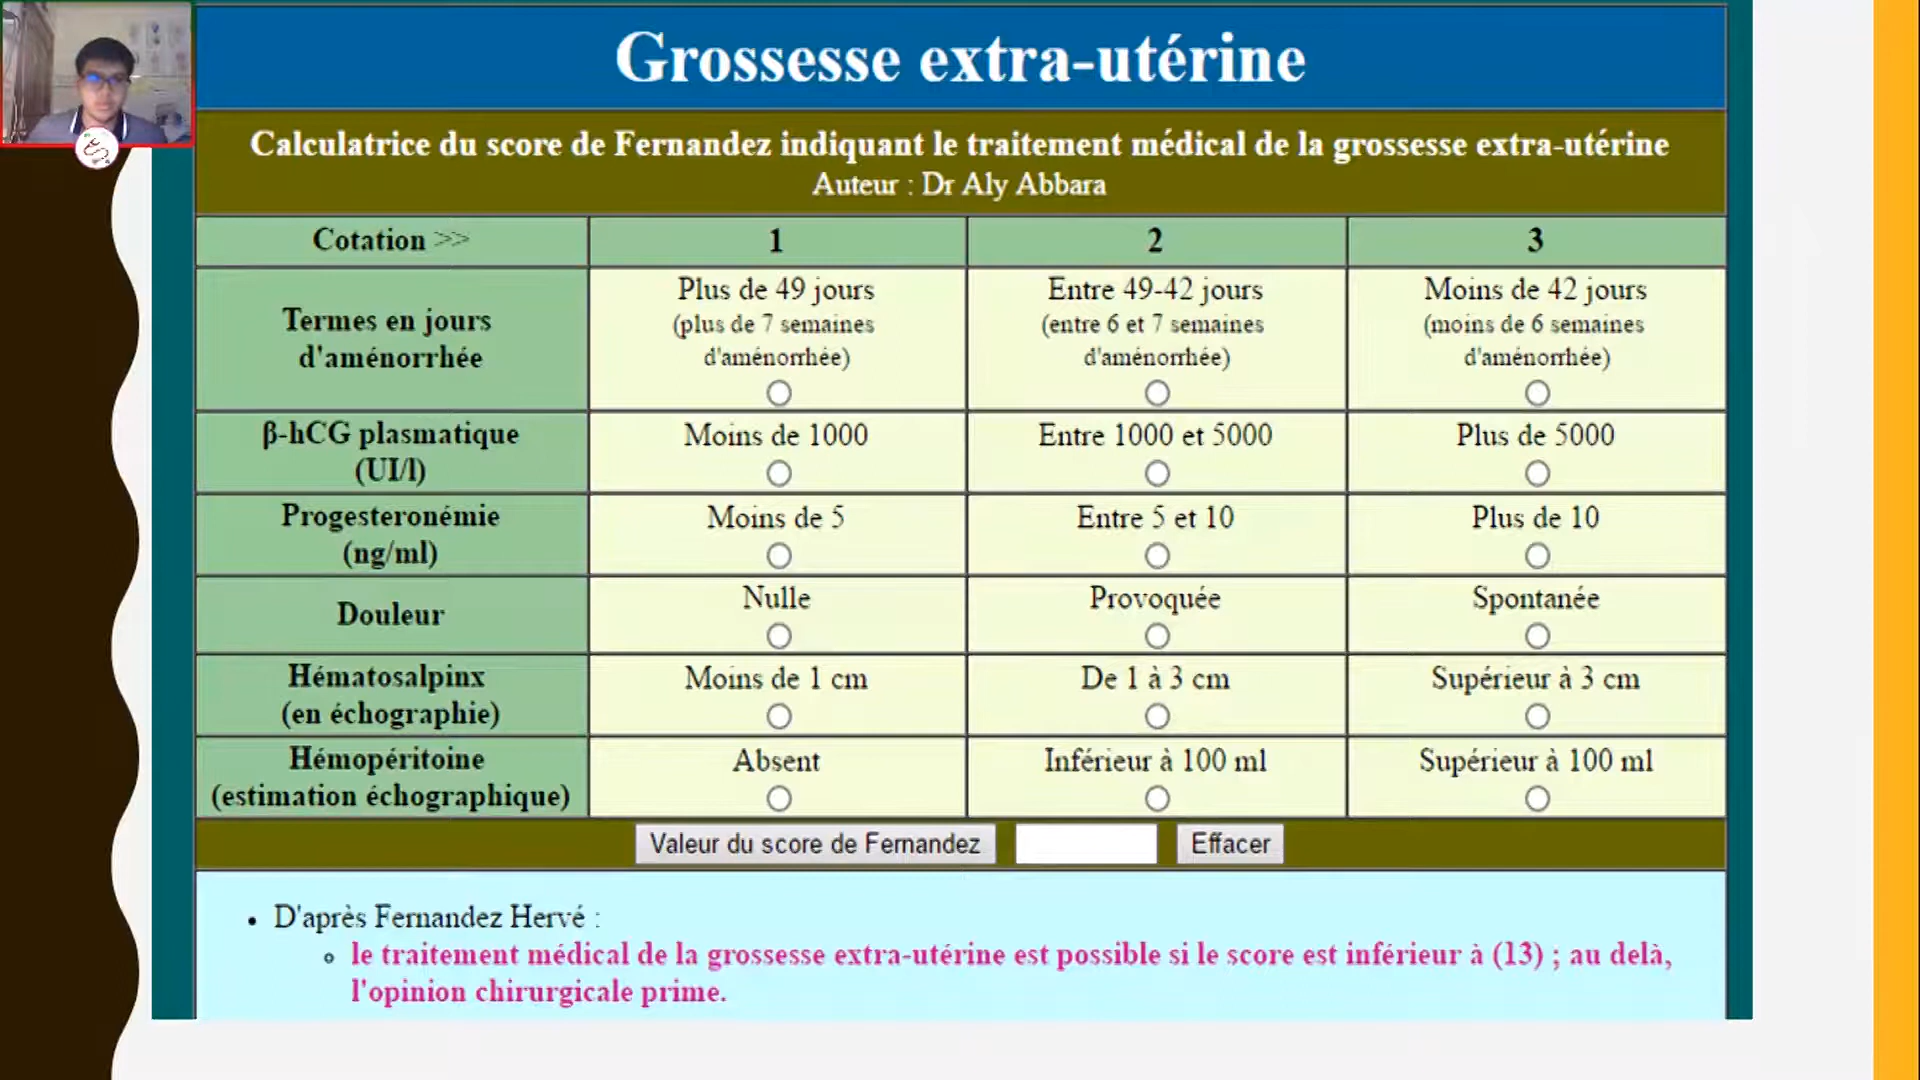 Grossesse extra-utérine
Calculatrice du score de Fernandez indiquant le traitement médical de la grossesse extra-utérine
Auteur : Dr Aly Abbara
Cotation >> 1 2 3
Termes en jours
d'aménorrhée
Plus de 49 jours
(plus de 7 semaines
d'aménorrhée)
Entre 49-42 jours
(entre 6 et 7 semaines
d'aménorrhée)
Moins de 42 jours
(moins de 6 semaines
d'aménorrhée)
β-hCG plasmatique
(UI/l)
Moins de 1000
Entre 1000 et 5000
Plus de 5000
Progesteronémie
(ng/ml)
Moins de 5
Entre 5 et 10
Plus de 10
Douleur
Nulle
Provoquée
Spontanée
Hématosalpinx
(en échographie)
Moins de 1 cm
De 1 à 3 cm
Supérieur à 3 cm
Hémopéritoine
(estimation échographique)
Absent
Inférieur à 100 ml
Supérieur à 100 ml
Valeur du score de Fernandez
Effacer
• D'après Fernandez Hervé :
le traitement médical de la grossesse extra-utérine est possible si le score est inférieur à (13) ; au delà,
l'opinion chirurgicale prime.